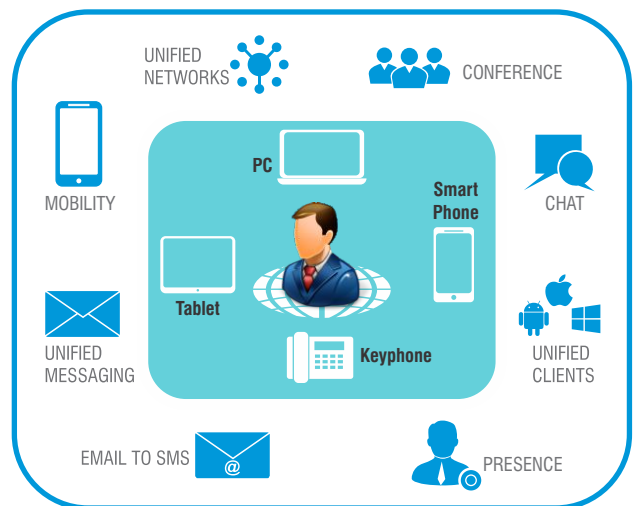 UNIFIED
NETWORKS
CONFERENCE
PC
Smart
Phone
MOBILITY
CHAT
Tablet
Keyphone
UNIFIED
MESSAGING
UNIFIED
CLIENTS
EMAIL TO SMS
@
PRESENCE